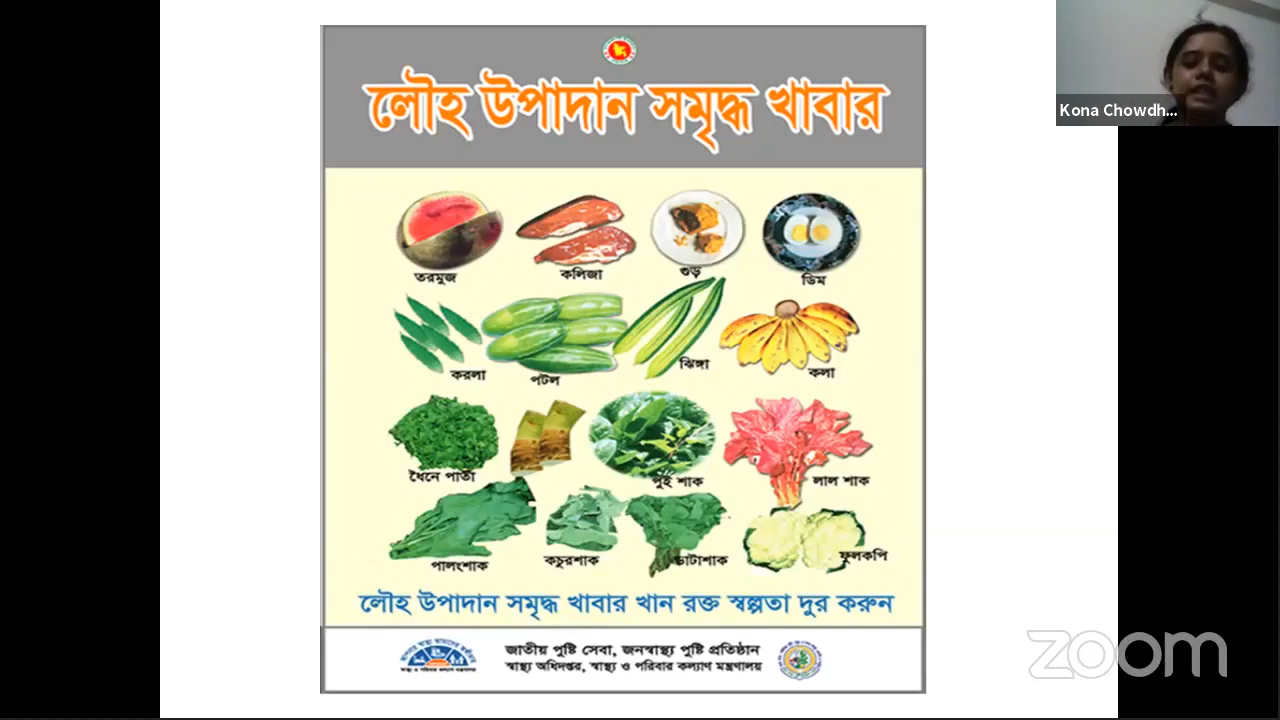 Kona Chowdh...
লৌহ উপাদান সমৃদ্ধ খাবার
তরমুজ
কলিজা
গুড়
ডিম
করলা
পটল
ঝিঙ্গা
কলা
ধৈনে পাতা
পুই শাক
লাল শাক
পালংশাক
কচুরশাক
ডাটাশাক
ফুলকপি
লৌহ উপাদান সমৃদ্ধ খাবার খান রক্ত স্বল্পতা দুর করুন
জাতীয় পুষ্টি সেবা, জনস্বাস্থ্য পুষ্টি প্রতিষ্ঠান
স্বাস্থ্য অধিদপ্তর, স্বাস্থ্য ও পরিবার কল্যাণ মন্ত্রণালয়
zoom